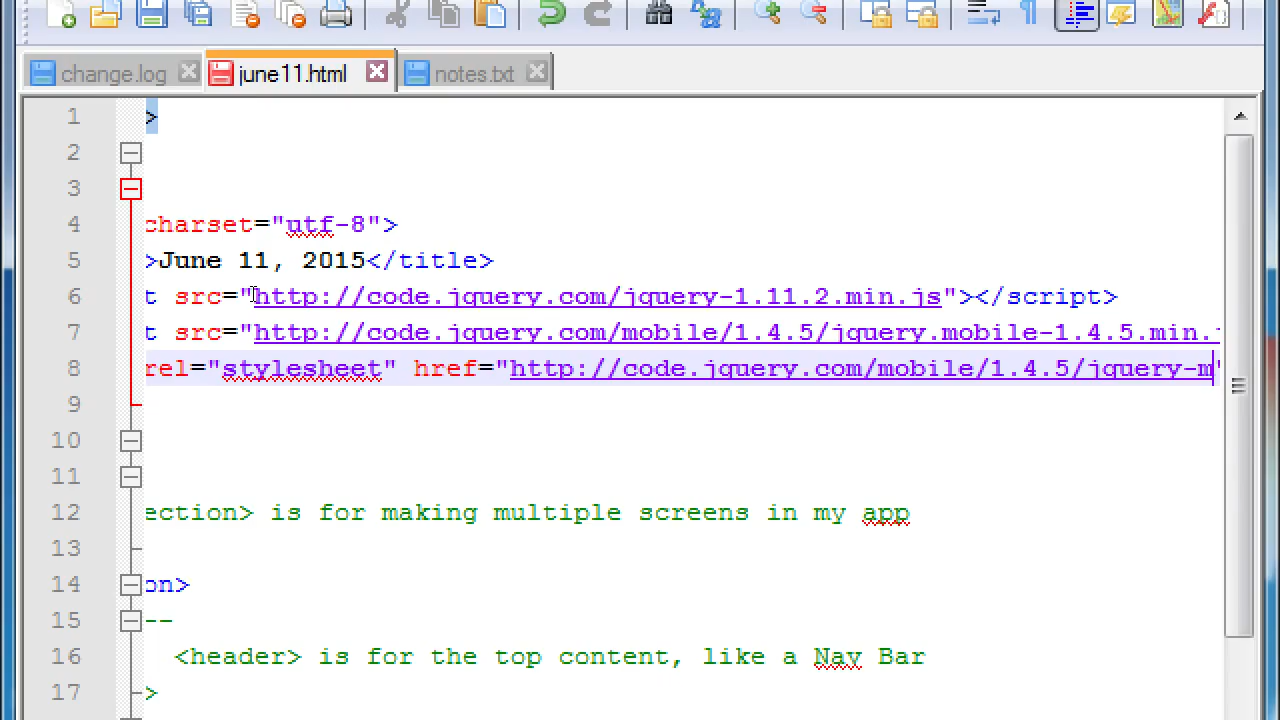 change.log june11.html notes.txt
1 >
2
3
4 charset="utf-8">
5 >June 11, 2015</title>
6 t src="http://code.jquery.com/jquery-1.11.2.min.js"></script>
7 t src="http://code.jquery.com/mobile/1.4.5/jquery.mobile-1.4.5.min.
8 rel="stylesheet" href="http://code.jquery.com/mobile/1.4.5/jquery-m"
9
10
11
12 ection> is for making multiple screens in my app
13
14 on>
15 --
16 <header> is for the top content, like a Nav Bar
17 >